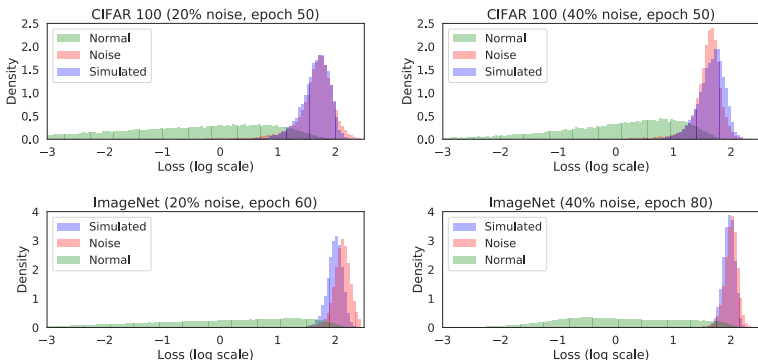 CIFAR 100 (20% noise, epoch 50)
2.5
2.0
1.5
1.0
0.5
0.0
Density
Normal
Noise
Simulated
−3 −2 −1 0 1 2
Loss (log scale)
CIFAR 100 (40% noise, epoch 50)
2.5
2.0
1.5
1.0
0.5
0.0
Density
Normal
Noise
Simulated
−3 −2 −1 0 1 2
Loss (log scale)
ImageNet (20% noise, epoch 60)
4
3
2
1
0
Density
Simulated
Noise
Normal
−3 −2 −1 0 1 2
Loss (log scale)
ImageNet (40% noise, epoch 80)
4
3
2
1
0
Density
Simulated
Noise
Normal
−3 −2 −1 0 1 2
Loss (log scale)